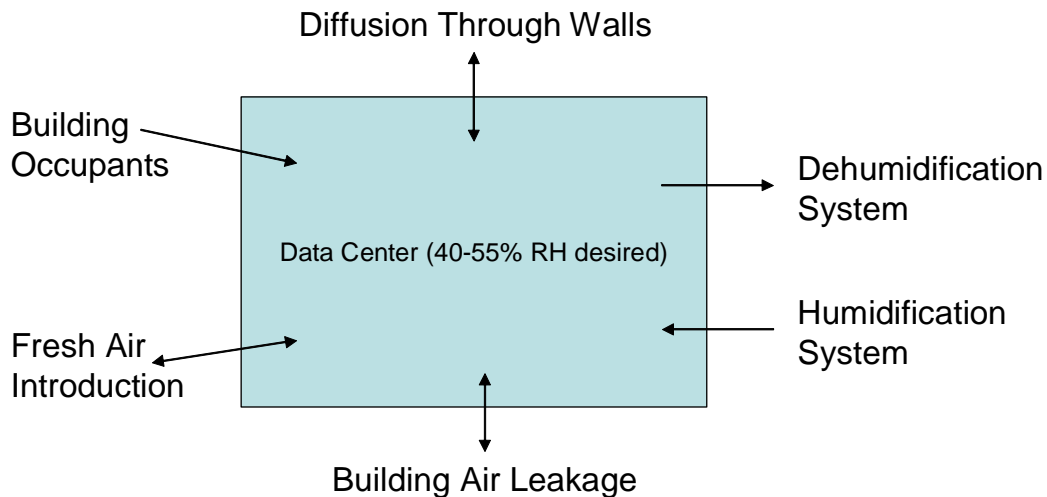 Diffusion Through Walls
Building
Occupants
Dehumidification
System
Data Center (40-55% RH desired)
Humidification
System
Fresh Air
Introduction
Building Air Leakage